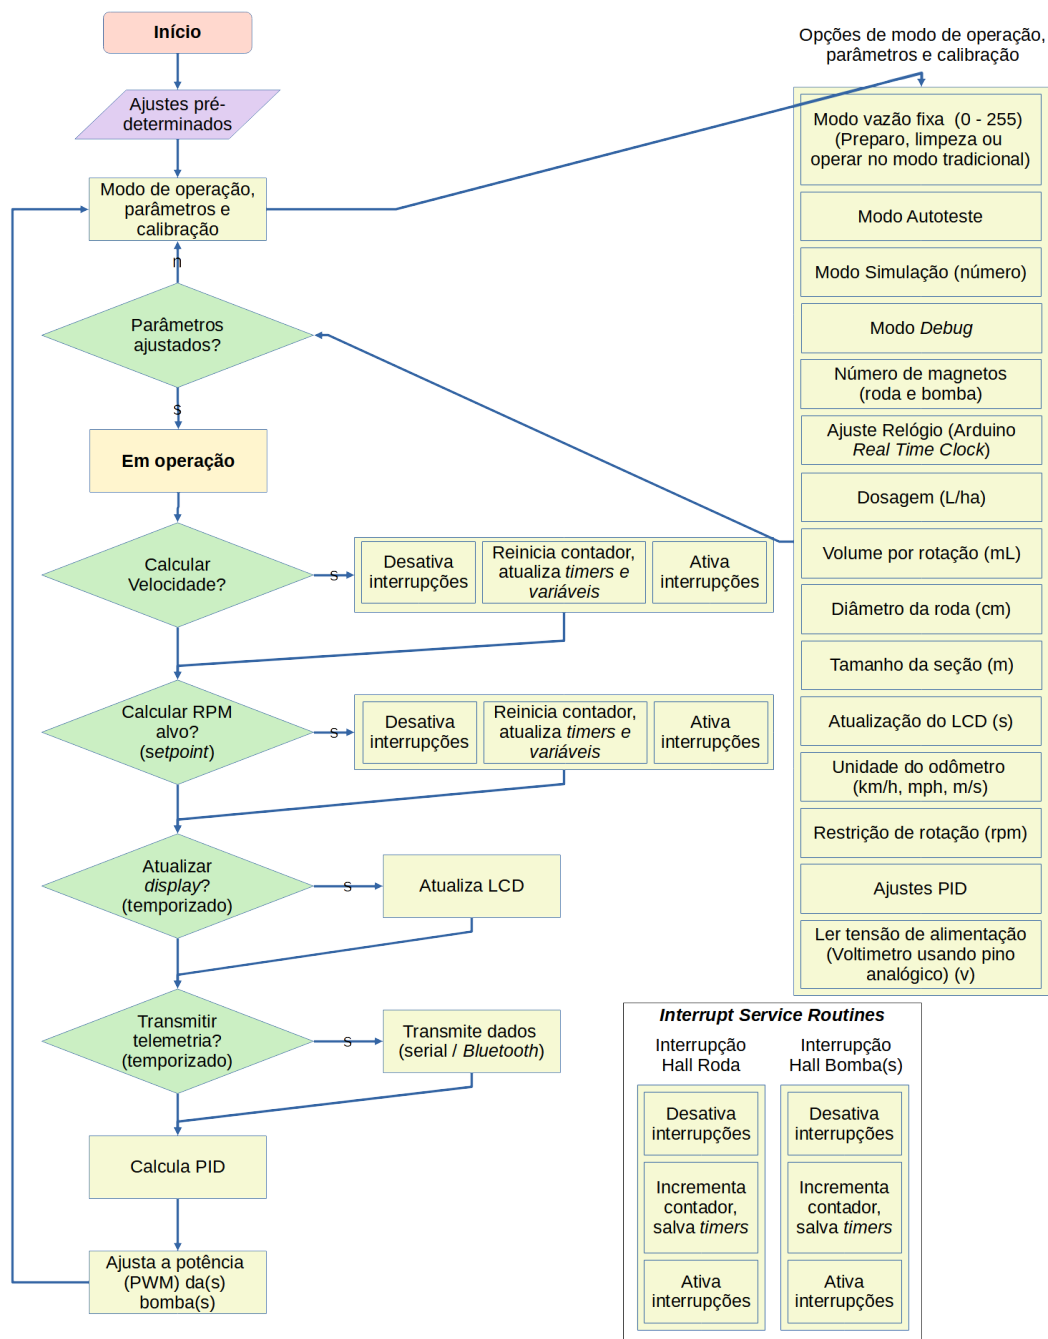 Início
Ajustes pré-
determinados
Modo de operação,
parâmetros e
calibração
n
Parâmetros
ajustados?
s
Em operação
Calcular
Velocidade?
s
Desativa
interrupções
Reinicia contador,
atualiza timers e
variáveis
Ativa
interrupções
Calcular RPM
alvo?
(setpoint)
s
Desativa
interrupções
Reinicia contador,
atualiza timers e
variáveis
Ativa
interrupções
Atualizar
display?
(temporizado)
s
Atualiza LCD
Transmitir
telemetria?
(temporizado)
s
Transmite dados
(serial / Bluetooth)
Calcula PID
Ajusta a potência
(PWM) da(s)
bomba(s)
Opções de modo de operação,
parâmetros e calibração
Modo vazão fixa (0 - 255)
(Preparo, limpeza ou
operar no modo tradicional)
Modo Autoteste
Modo Simulação (número)
Modo Debug
Número de magnetos
(roda e bomba)
Ajuste Relógio (Arduino
Real Time Clock)
Dosagem (L/ha)
Volume por rotação (mL)
Diâmetro da roda (cm)
Tamanho da seção (m)
Atualização do LCD (s)
Unidade do odômetro
(km/h, mph, m/s)
Restrição de rotação (rpm)
Ajustes PID
Ler tensão de alimentação
(Voltimetro usando pino
analógico) (v)
Interrupt Service Routines
Interrupção
Hall Roda
Desativa
interrupções
Incrementa
contador,
salva timers
Ativa
interrupções
Interrupção
Hall Bomba(s)
Desativa
interrupções
Incrementa
contador,
salva timers
Ativa
interrupções